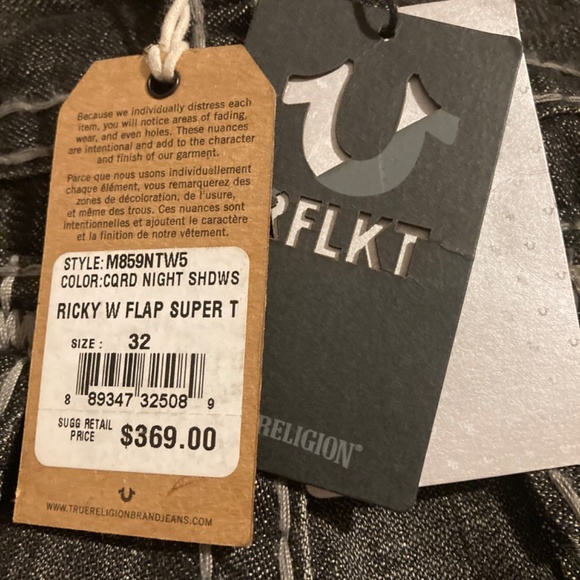 Because we individually distress each
item, you will notice areas of fading,
wear, and even holes. These nuances
are intentional and add to the character
and finish of our garment.
Parce que nous usons individuellement
chaque élément, vous remarquerez des
zones de décoloration, de l'usure,
et même des trous. Ces nuances sont
intentionnelles et ajoutent le caractère
et la finition de notre vêtement.
STYLE: M859NTW5
COLOR:CQRD NIGHT SHDWS
RICKY W FLAP SUPER T
SIZE : 32
8 89347 32508 9
SUGG RETAIL
PRICE $369.00
WWW.TRUERELIGIONBRANDJEANS.COM
RFLKT
RELIGION®